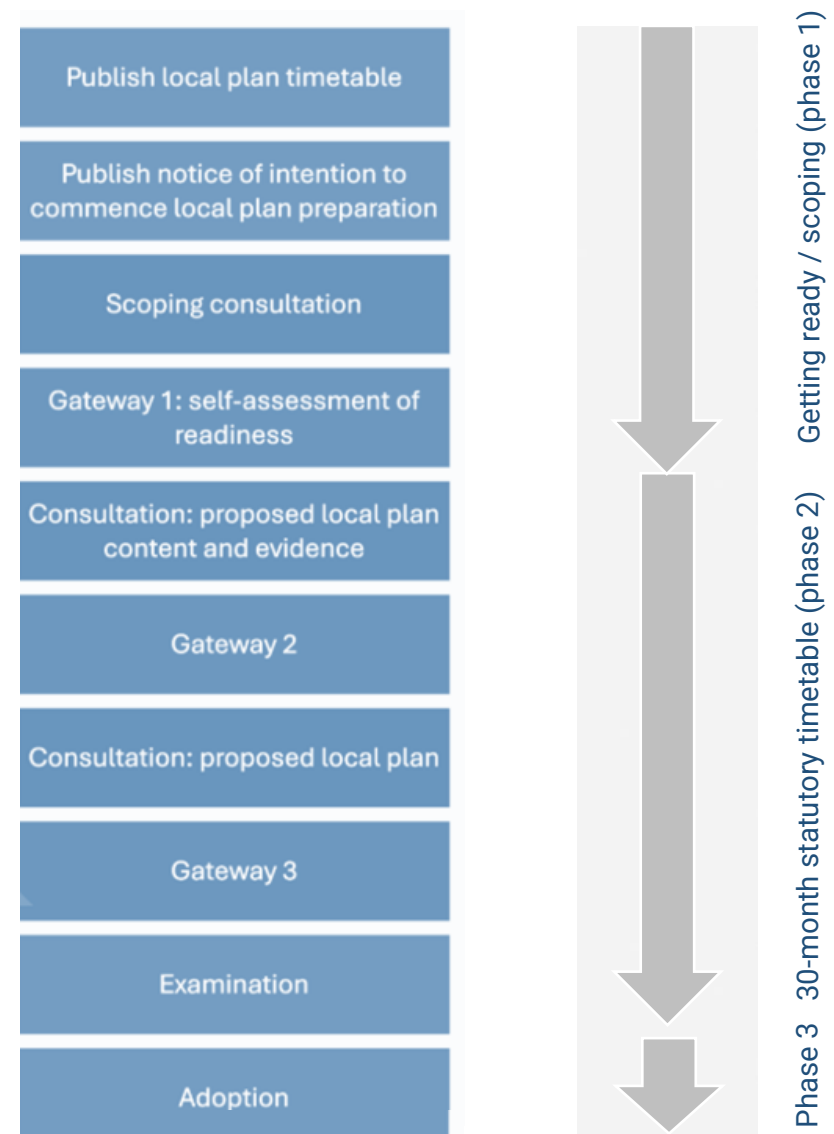 Publish local plan timetable
Publish notice of intention to
commence local plan preparation
Scoping consultation
Gateway 1: self-assessment of
readiness
Consultation: proposed local plan
content and evidence
Gateway 2
Consultation: proposed local plan
Gateway 3
Examination
Adoption
Getting ready / scoping (phase 1)
30-month statutory timetable (phase 2)
Phase 3